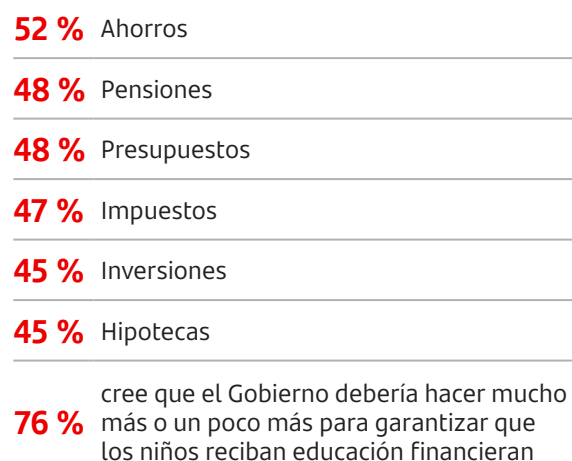 52 % Ahorros
48 % Pensiones
48 % Presupuestos
47 % Impuestos
45 % Inversiones
45 % Hipotecas
cree que el Gobierno debería hacer mucho
76 % más o un poco más para garantizar que
los niños reciban educación financieran